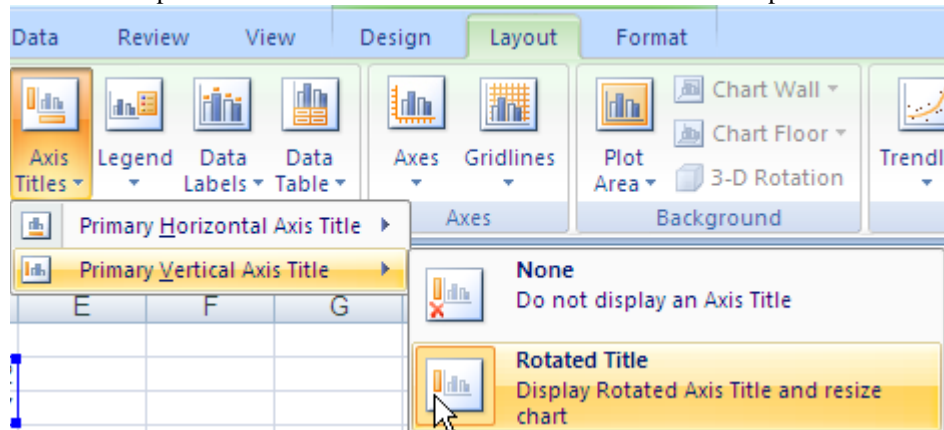 Data Review View Design Layout Format
Axis Titles Legend Data Labels Data Table Axes Gridlines Plot Area Chart Wall
Chart Floor
3-D Rotation
Axes Background
Primary Horizontal Axis Title
Primary Vertical Axis Title
E F G
None
Do not display an Axis Title
Rotated Title
Display Rotated Axis Title and resize
chart